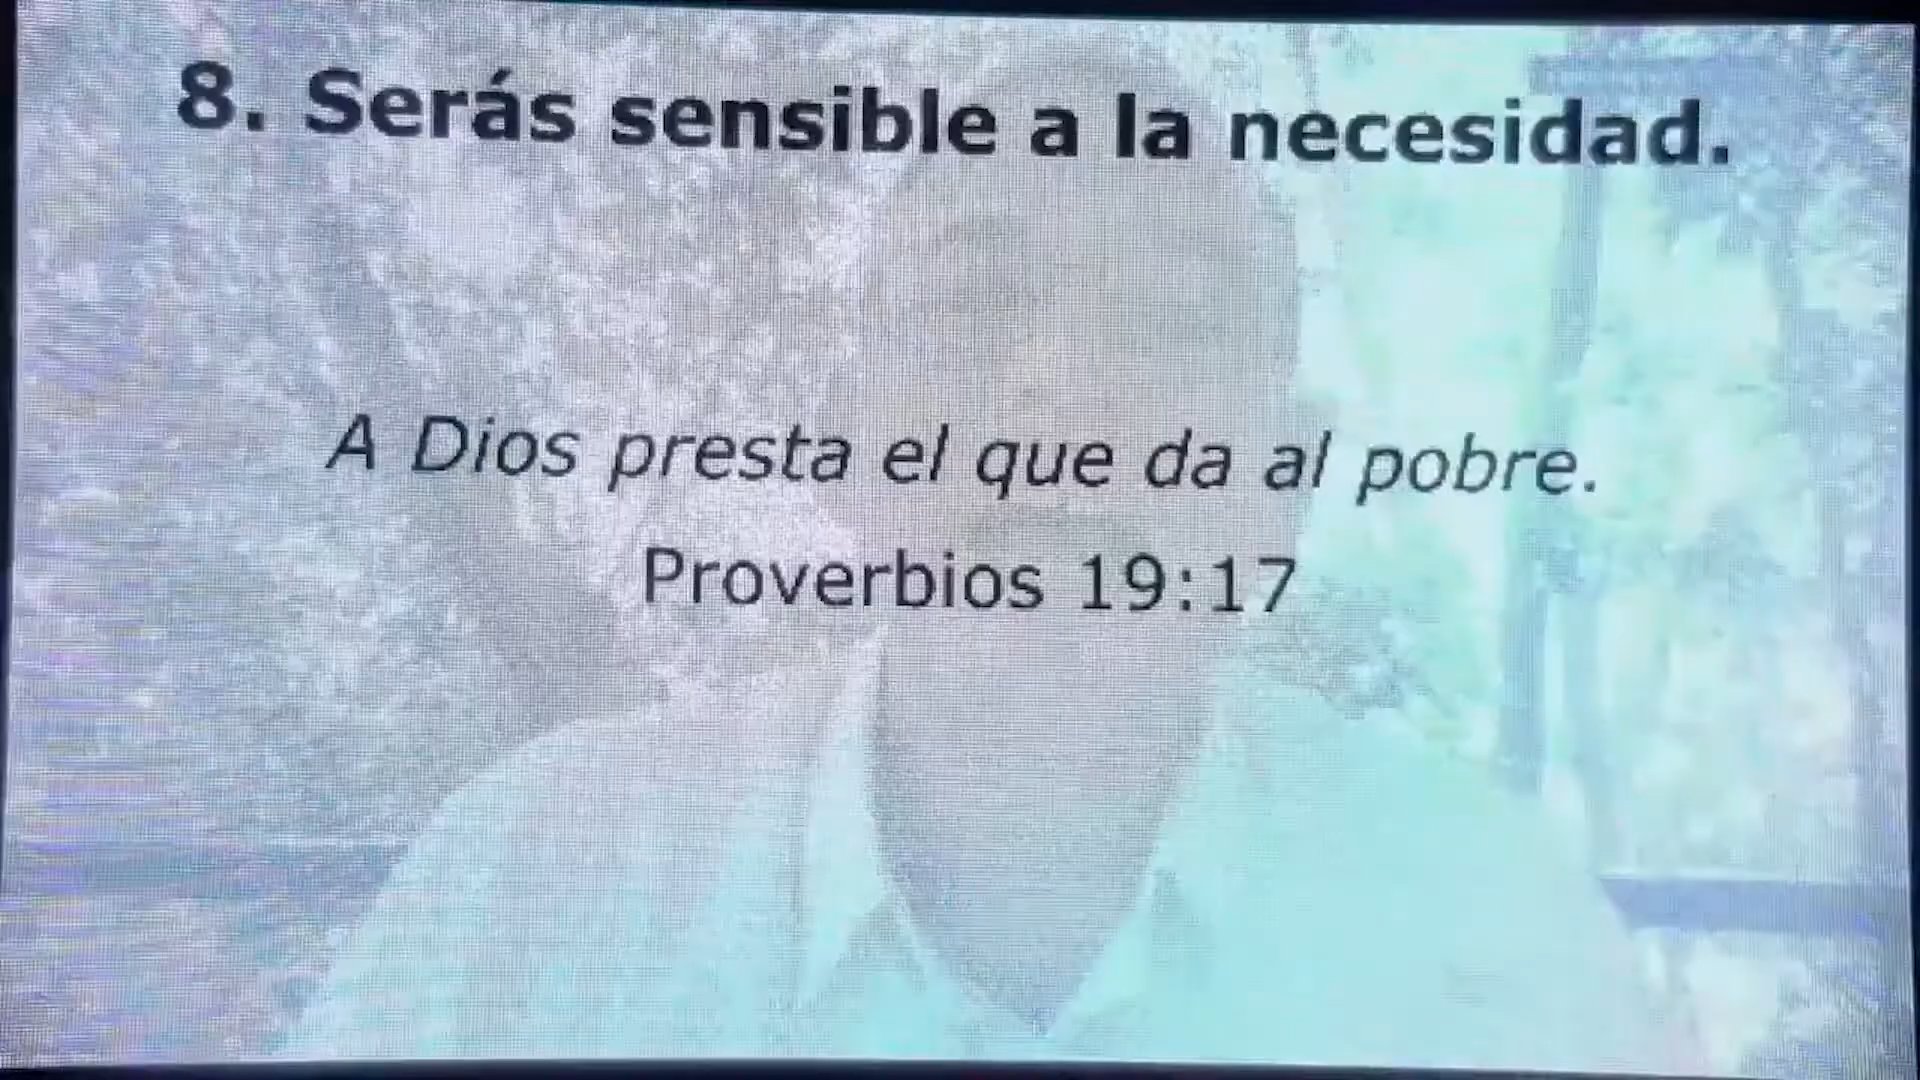 8. Serás sensible a la necesidad.
A Dios presta el que da al pobre.
Proverbios 19:17